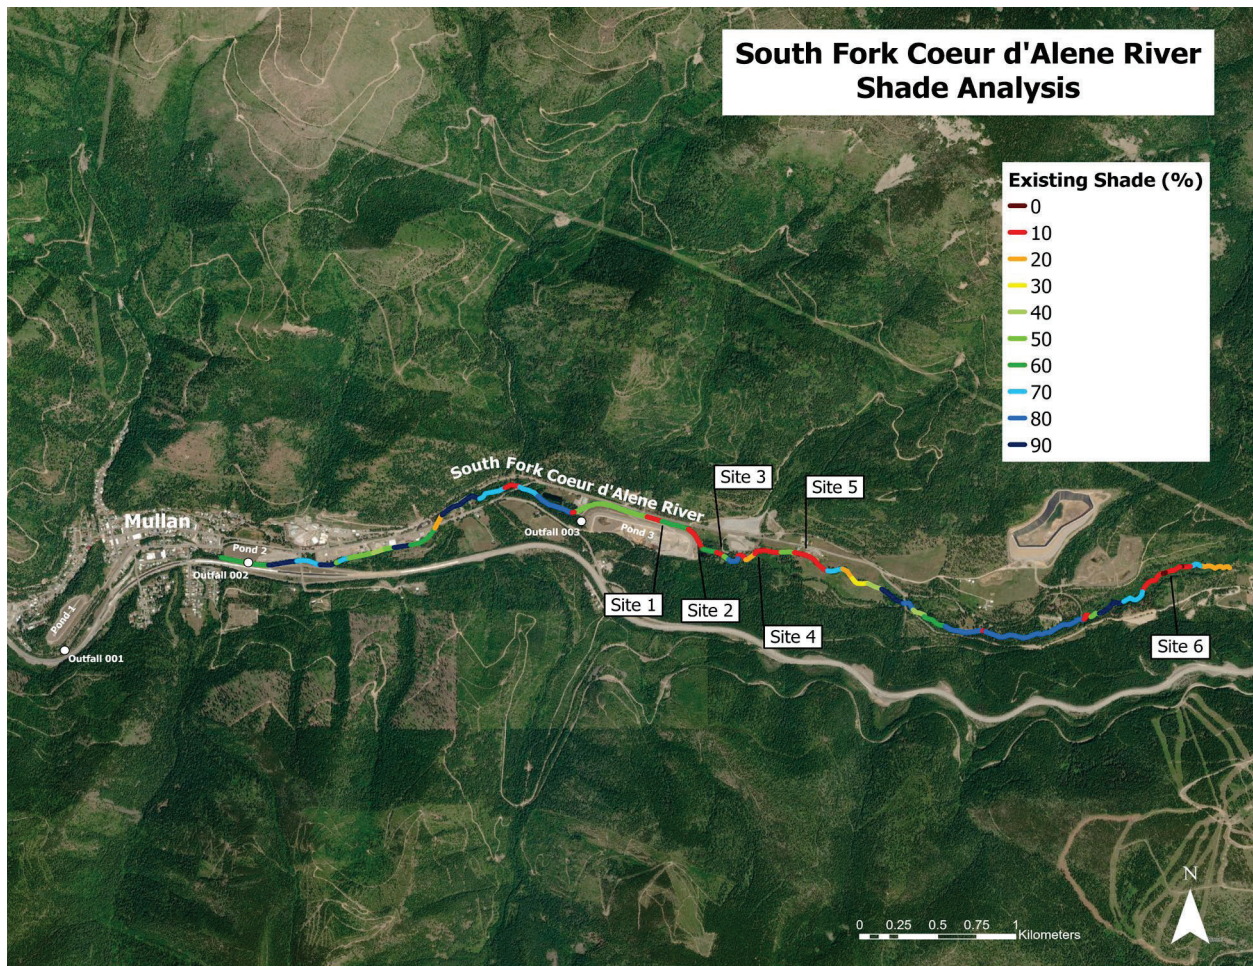 South Fork Coeur d'Alene River
Shade Analysis
Existing Shade (%)
0
10
20
30
40
50
60
70
80
90
South Fork Coeur d'Alene River
Site 3
Site 5
Mullan
Outfall 003
Pond 3
Pond 2
Outfall 002
Site 1
Site 2
Site 4
Site 6
Pond 1
Outfall 001
N
0 0.25 0.5 0.75 1
Kilometers